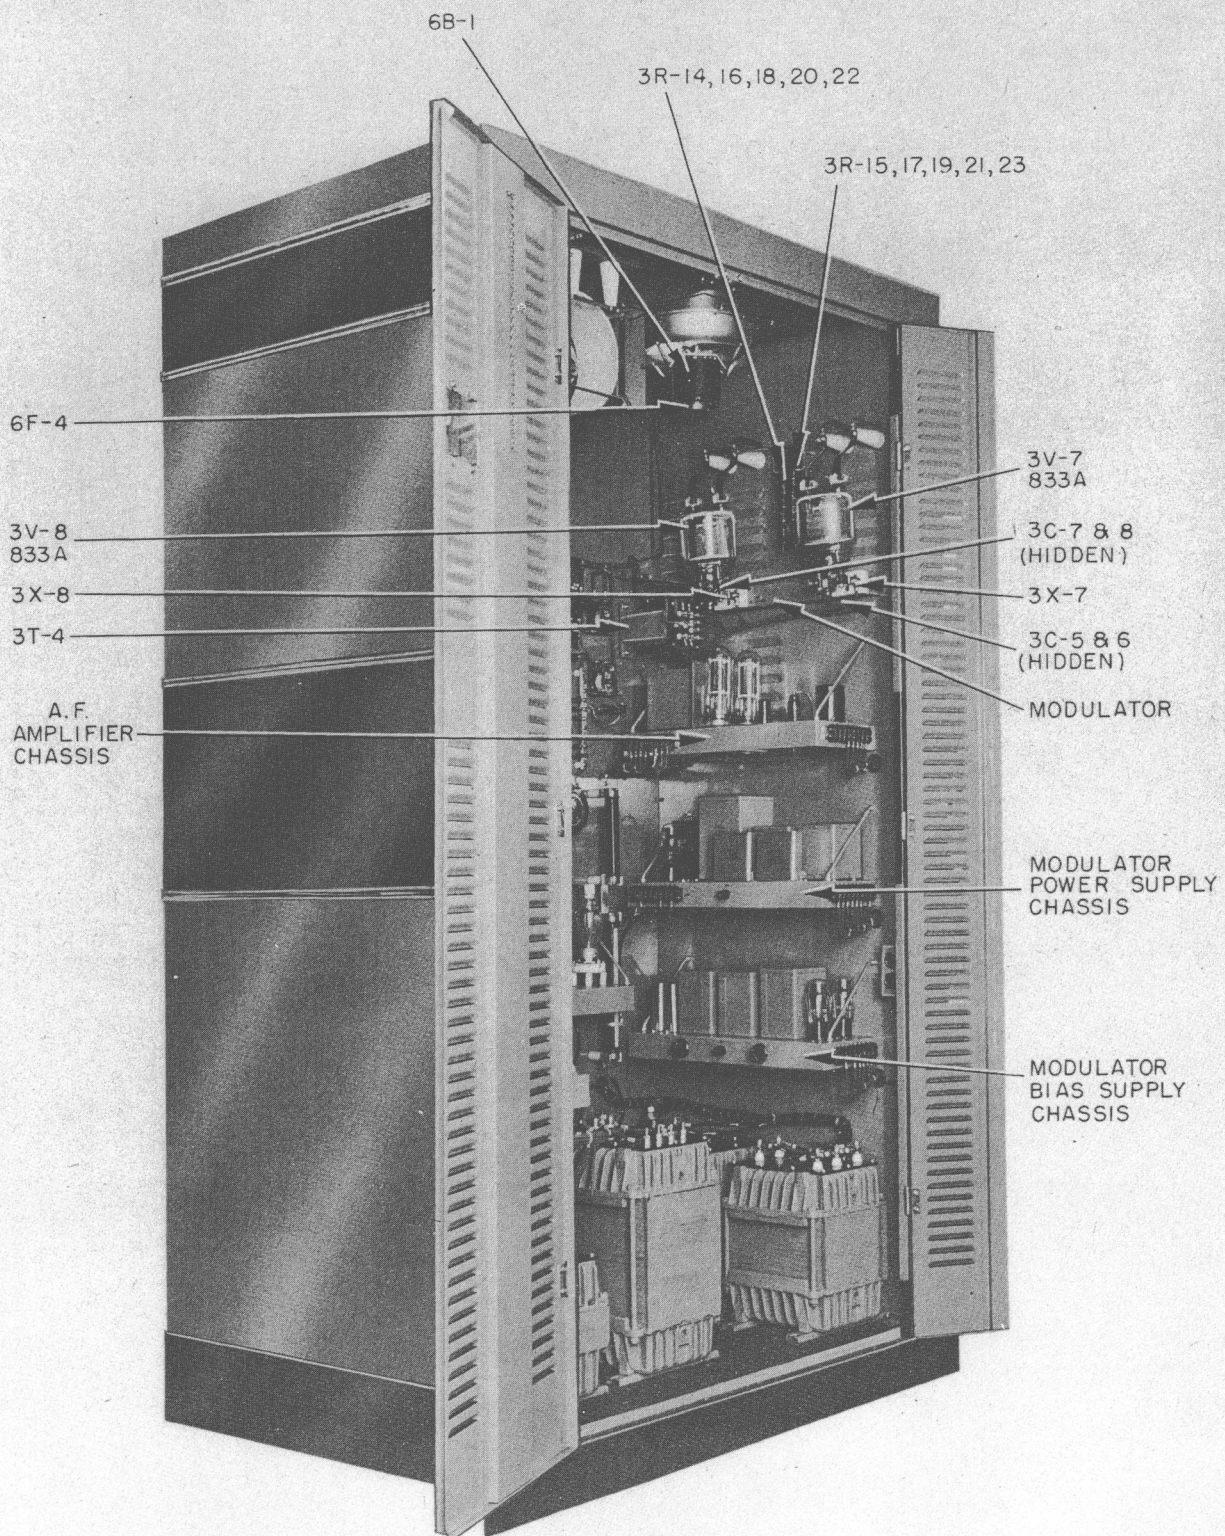 6B-1
3R-14, 16, 18, 20, 22
3R-15, 17, 19, 21, 23
6F-4
3V-8
833A
3X-8
3T-4
A.F.
AMPLIFIER
CHASSIS
3V-7
833A
3C-7 & 8
(HIDDEN)
3X-7
3C-5 & 6
(HIDDEN)
MODULATOR
MODULATOR
POWER SUPPLY
CHASSIS
MODULATOR
BIAS SUPPLY
CHASSIS